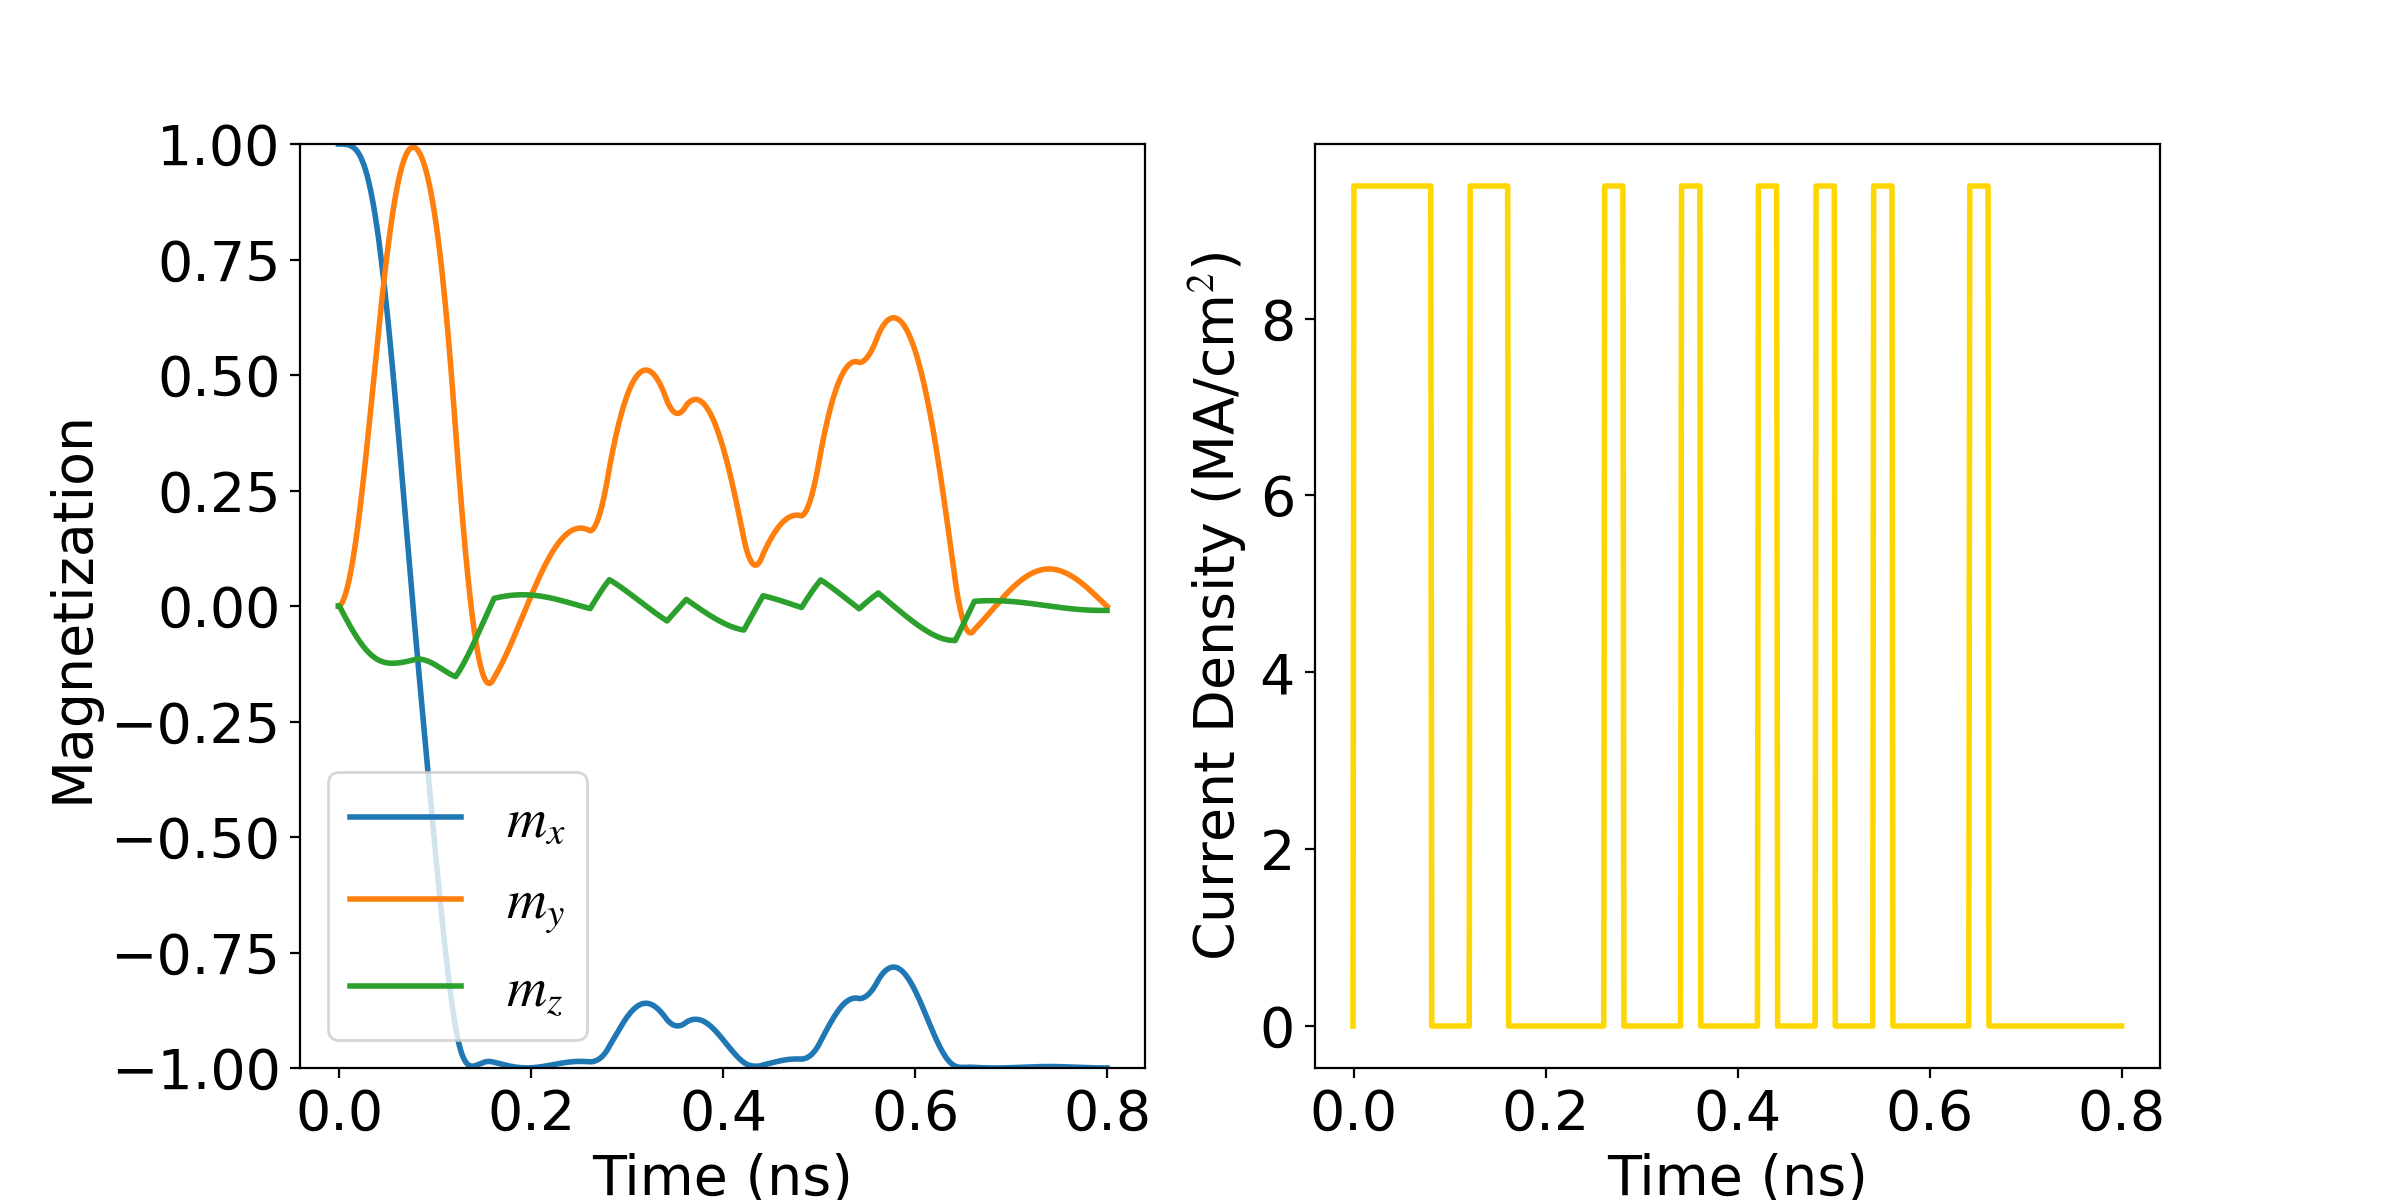 1.00
0.75
0.50
0.25
0.00
−0.25
−0.50
−0.75
−1.00
Magnetization
m_x
m_y
m_z
0.0 0.2 0.4 0.6 0.8
Time (ns)
Current Density (MA/cm²)
8
6
4
2
0
0.0 0.2 0.4 0.6 0.8
Time (ns)